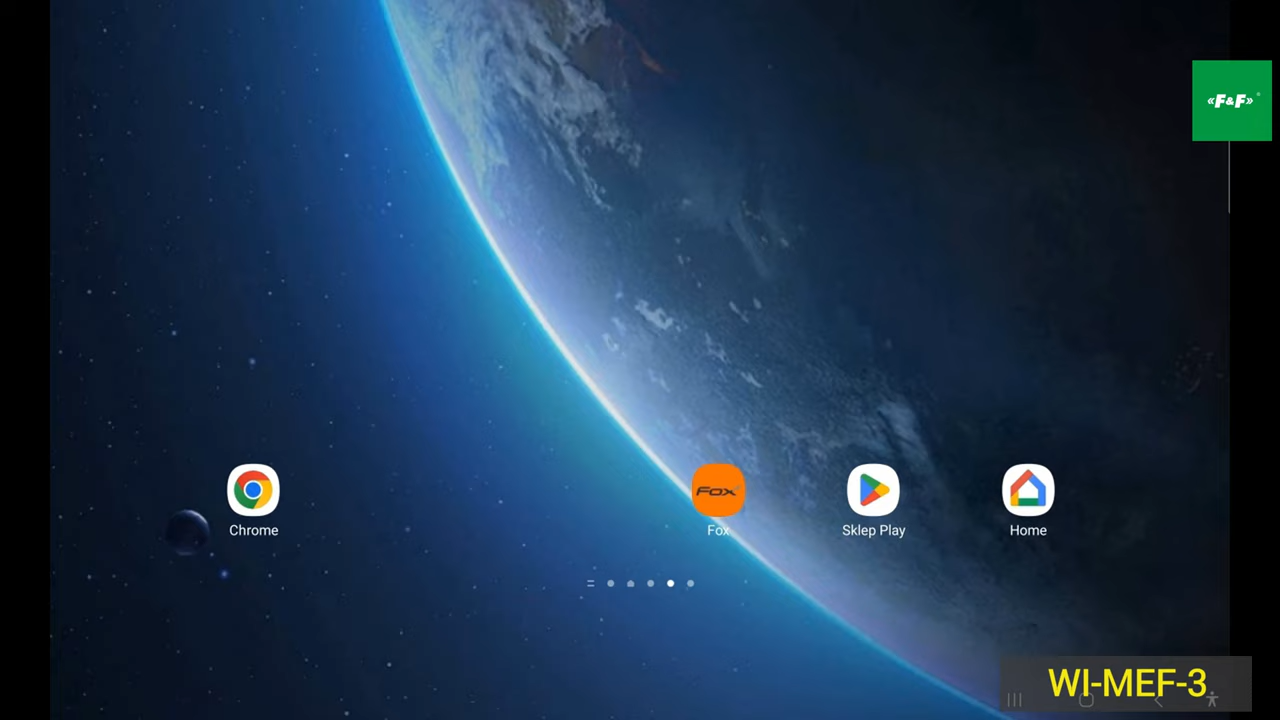 «F&F»®
Fox
Chrome
Fox
Sklep Play
Home
WI-MEF-3